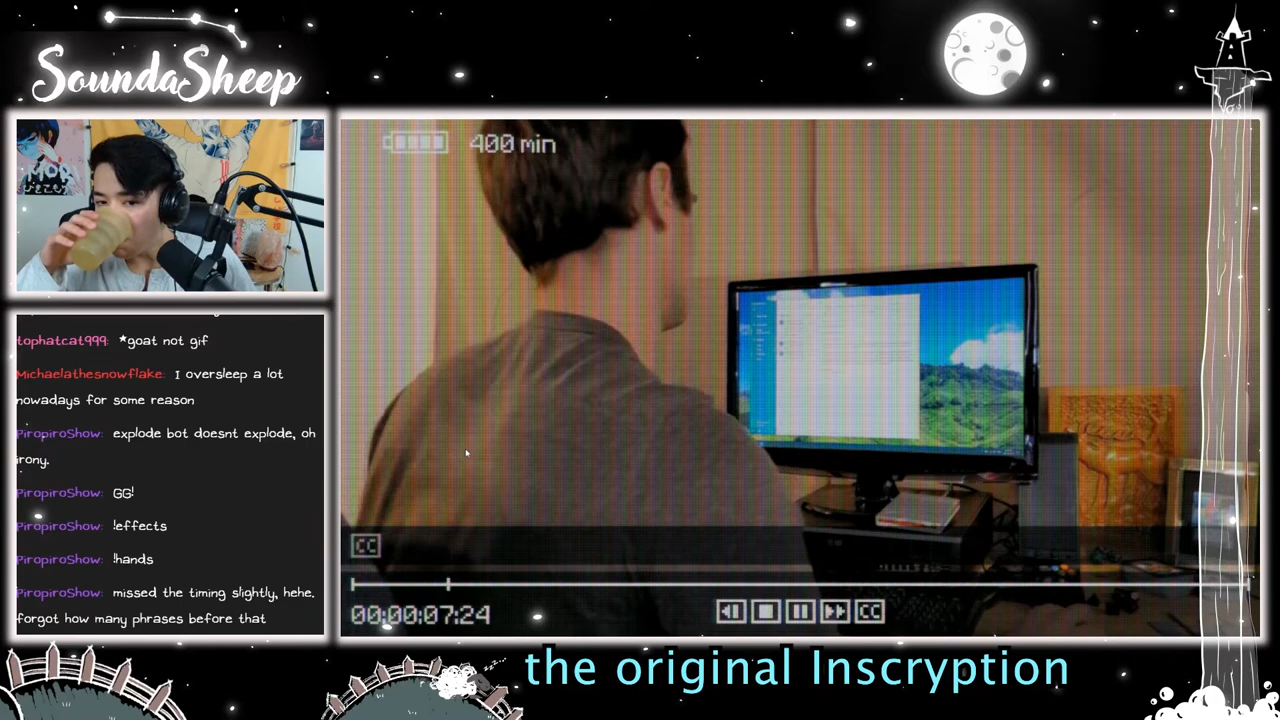 SoundaSheep
400 min
MOB
tophatcat999: *goat not gif
Michaelathesnowflake: I oversleep a lot
nowadays for some reason
PiropiroShow: explode bot doesnt explode, oh
irony.
PiropiroShow: GG!
PiropiroShow: !effects
PiropiroShow: !hands
PiropiroShow: missed the timing slightly, hehe.
forgot how many phrases before that
CC
00:00:07:24
CC
the original Inscryption